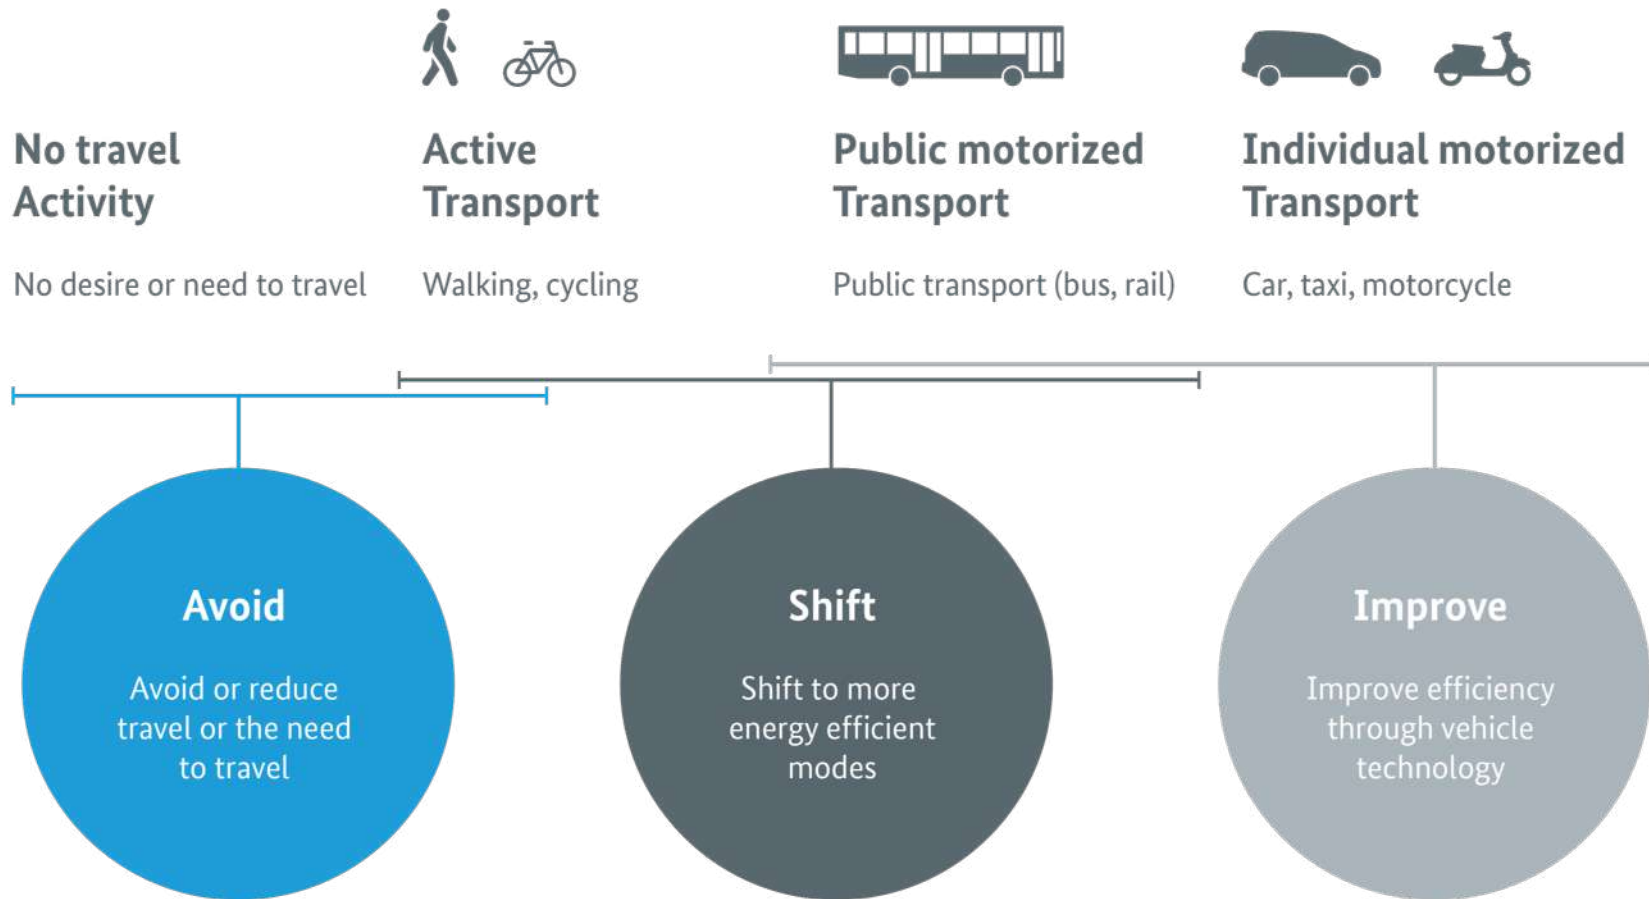 No travel
Activity
No desire or need to travel
Active
Transport
Walking, cycling
Public motorized
Transport
Public transport (bus, rail)
Individual motorized
Transport
Car, taxi, motorcycle
Avoid
Avoid or reduce
travel or the need
to travel
Shift
Shift to more
energy efficient
modes
Improve
Improve efficiency
through vehicle
technology